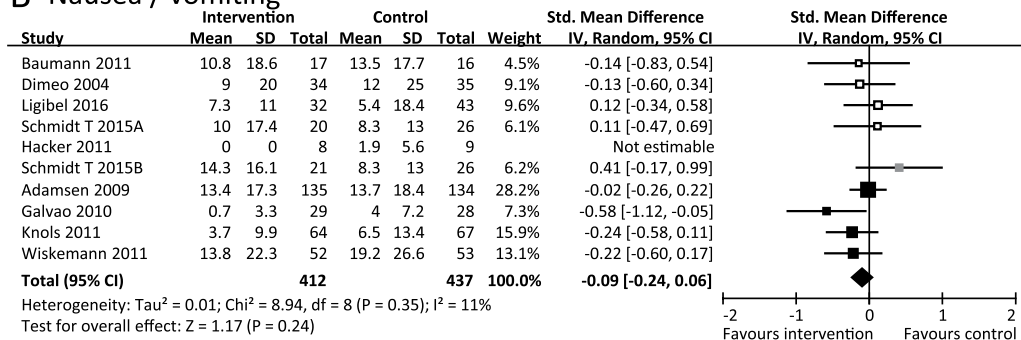 B Nausea / Vomiting
Intervention Control Std. Mean Difference Std. Mean Difference
Study Mean SD Total Mean SD Total Weight IV, Random, 95% CI IV, Random, 95% CI
Baumann 2011 10.8 18.6 17 13.5 17.7 16 4.5% -0.14 [-0.83, 0.54]
Dimeo 2004 9 20 34 12 25 35 9.1% -0.13 [-0.60, 0.34]
Ligibel 2016 7.3 11 32 5.4 18.4 43 9.6% 0.12 [-0.34, 0.58]
Schmidt T 2015A 10 17.4 20 8.3 13 26 6.1% 0.11 [-0.47, 0.69]
Hacker 2011 0 0 8 1.9 5.6 9 Not estimable
Schmidt T 2015B 14.3 16.1 21 8.3 13 26 6.2% 0.41 [-0.17, 0.99]
Adamsen 2009 13.4 17.3 135 13.7 18.4 134 28.2% -0.02 [-0.26, 0.22]
Galvao 2010 0.7 3.3 29 4 7.2 28 7.3% -0.58 [-1.12, -0.05]
Knols 2011 3.7 9.9 64 6.5 13.4 67 15.9% -0.24 [-0.58, 0.11]
Wiskemann 2011 13.8 22.3 52 19.2 26.6 53 13.1% -0.22 [-0.60, 0.17]
Total (95% CI) 412 437 100.0% -0.09 [-0.24, 0.06]
Heterogeneity: Tau² = 0.01; Chi² = 8.94, df = 8 (P = 0.35); I² = 11%
Test for overall effect: Z = 1.17 (P = 0.24)
-2 -1 0 1 2
Favours intervention Favours control